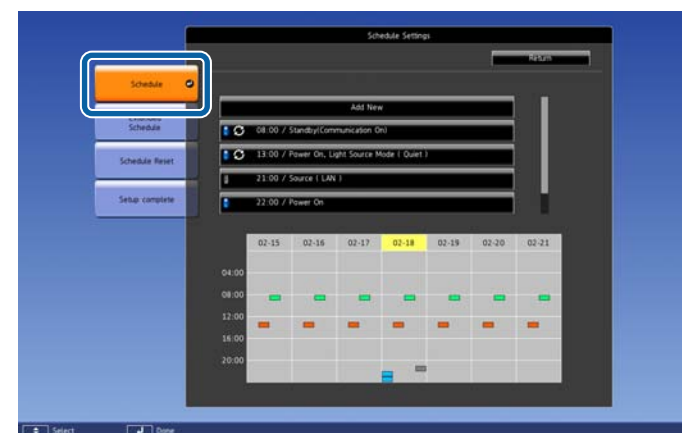 Schedule Settings
Return
Schedule
Add New
Extended
Schedule
08:00 / Standby(Communication On)
13:00 / Power On, Light Source Mode ( Quiet )
Schedule Reset
21:00 / Source ( LAN )
Setup complete
22:00 / Power On
02-15 02-16 02-17 02-18 02-19 02-20 02-21
04:00
08:00
12:00
16:00
20:00
Select Done